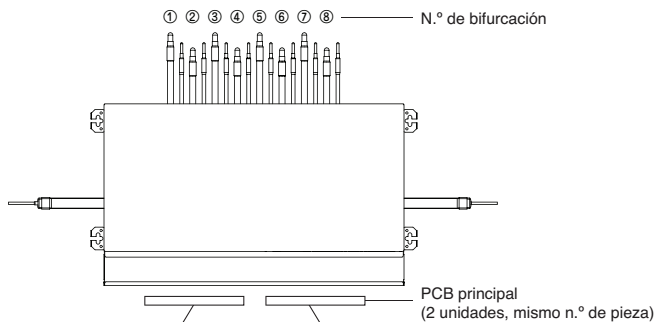 ① ② ③ ④ ⑤ ⑥ ⑦ ⑧ N.º de bifurcación
PCB principal
(2 unidades, mismo n.º de pieza)